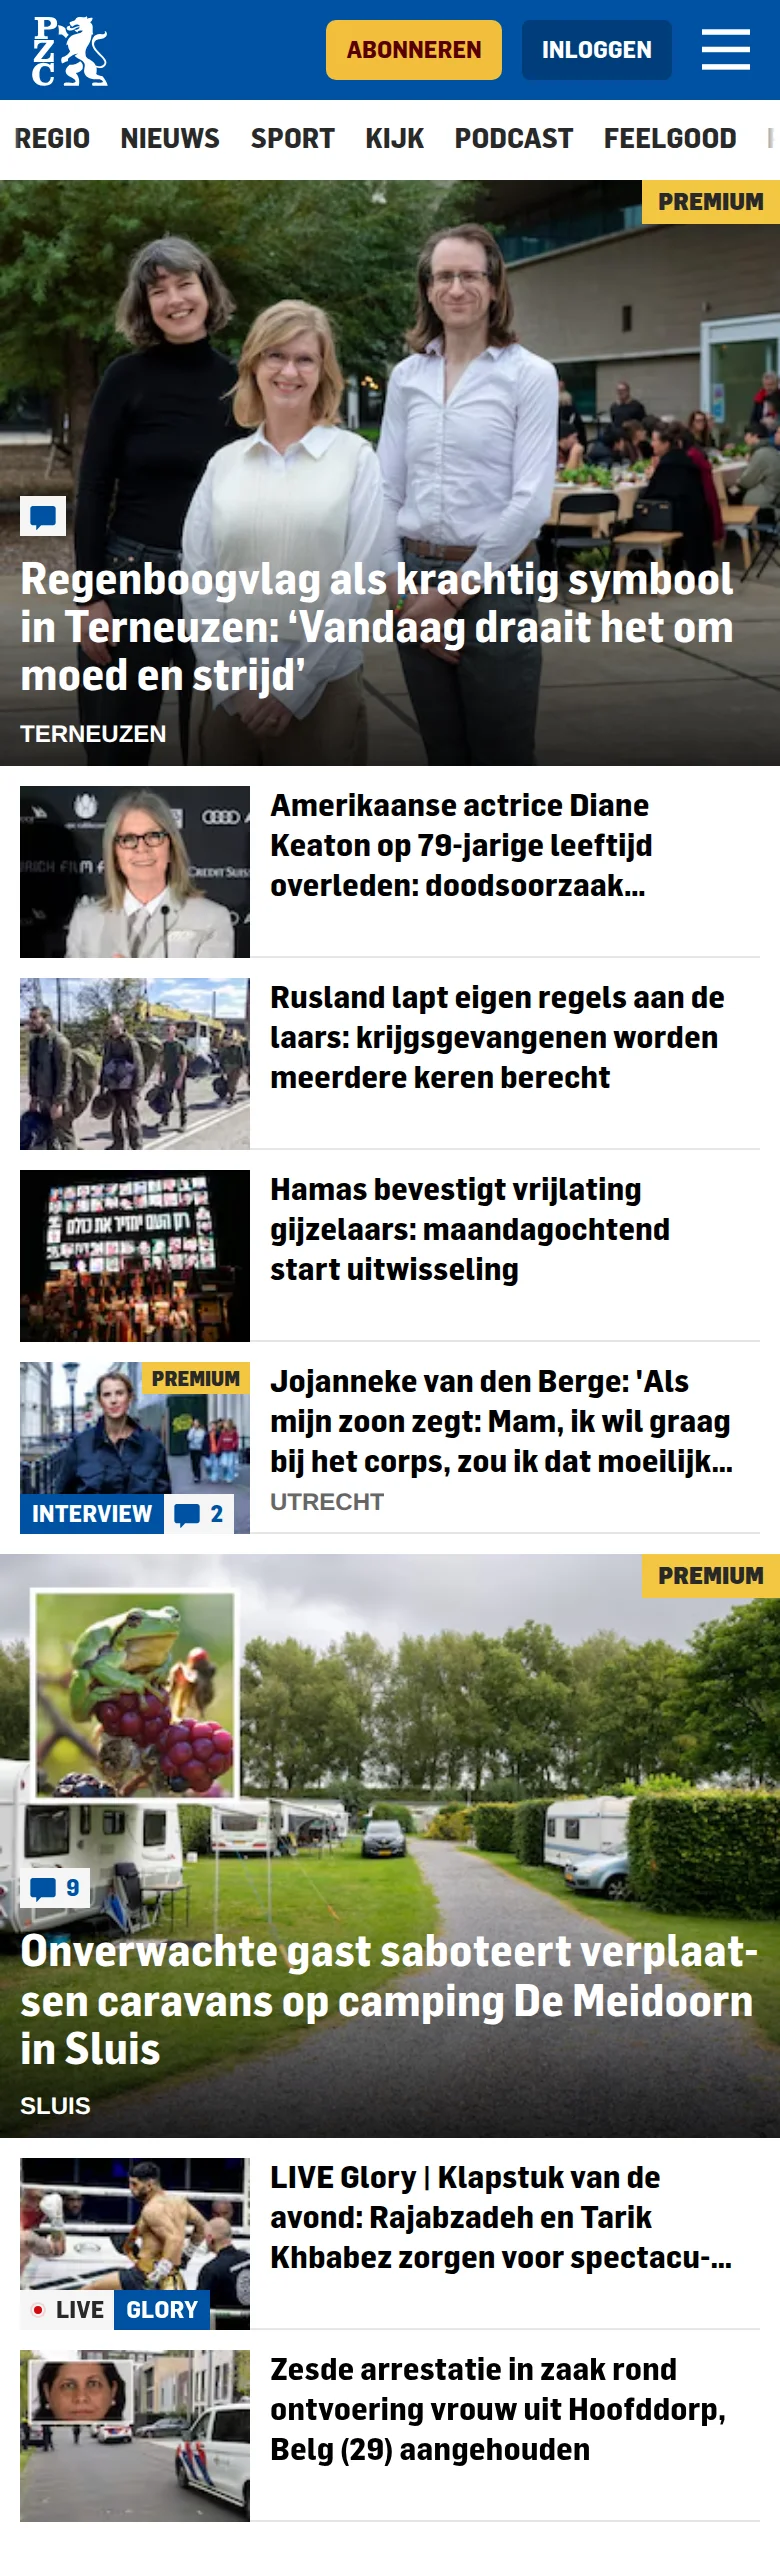 PZC
ABONNEREN
INLOGGEN
REGIO NIEUWS SPORT KIJK PODCAST FEELGOOD
PREMIUM
Regenboogvlag als krachtig symbool
in Terneuzen: ‘Vandaag draait het om
moed en strijd’
TERNEUZEN
Amerikaanse actrice Diane
Keaton op 79-jarige leeftijd
overleden: doodsoorzaak...
Rusland lapt eigen regels aan de
laars: krijgsgevangenen worden
meerdere keren berecht
Hamas bevestigt vrijlating
gijzelaars: maandagochtend
start uitwisseling
PREMIUM
INTERVIEW
2
Jojanneke van den Berge: 'Als
mijn zoon zegt: Mam, ik wil graag
bij het corps, zou ik dat moeilijk...
UTRECHT
PREMIUM
9
Onverwachte gast saboteert verplaat-
sen caravans op camping De Meidoorn
in Sluis
SLUIS
LIVE GLORY
LIVE Glory | Klapstuk van de
avond: Rajabzadeh en Tarik
Khbabez zorgen voor spectacu-...
Zesde arrestatie in zaak rond
ontvoering vrouw uit Hoofddorp,
Belg (29) aangehouden